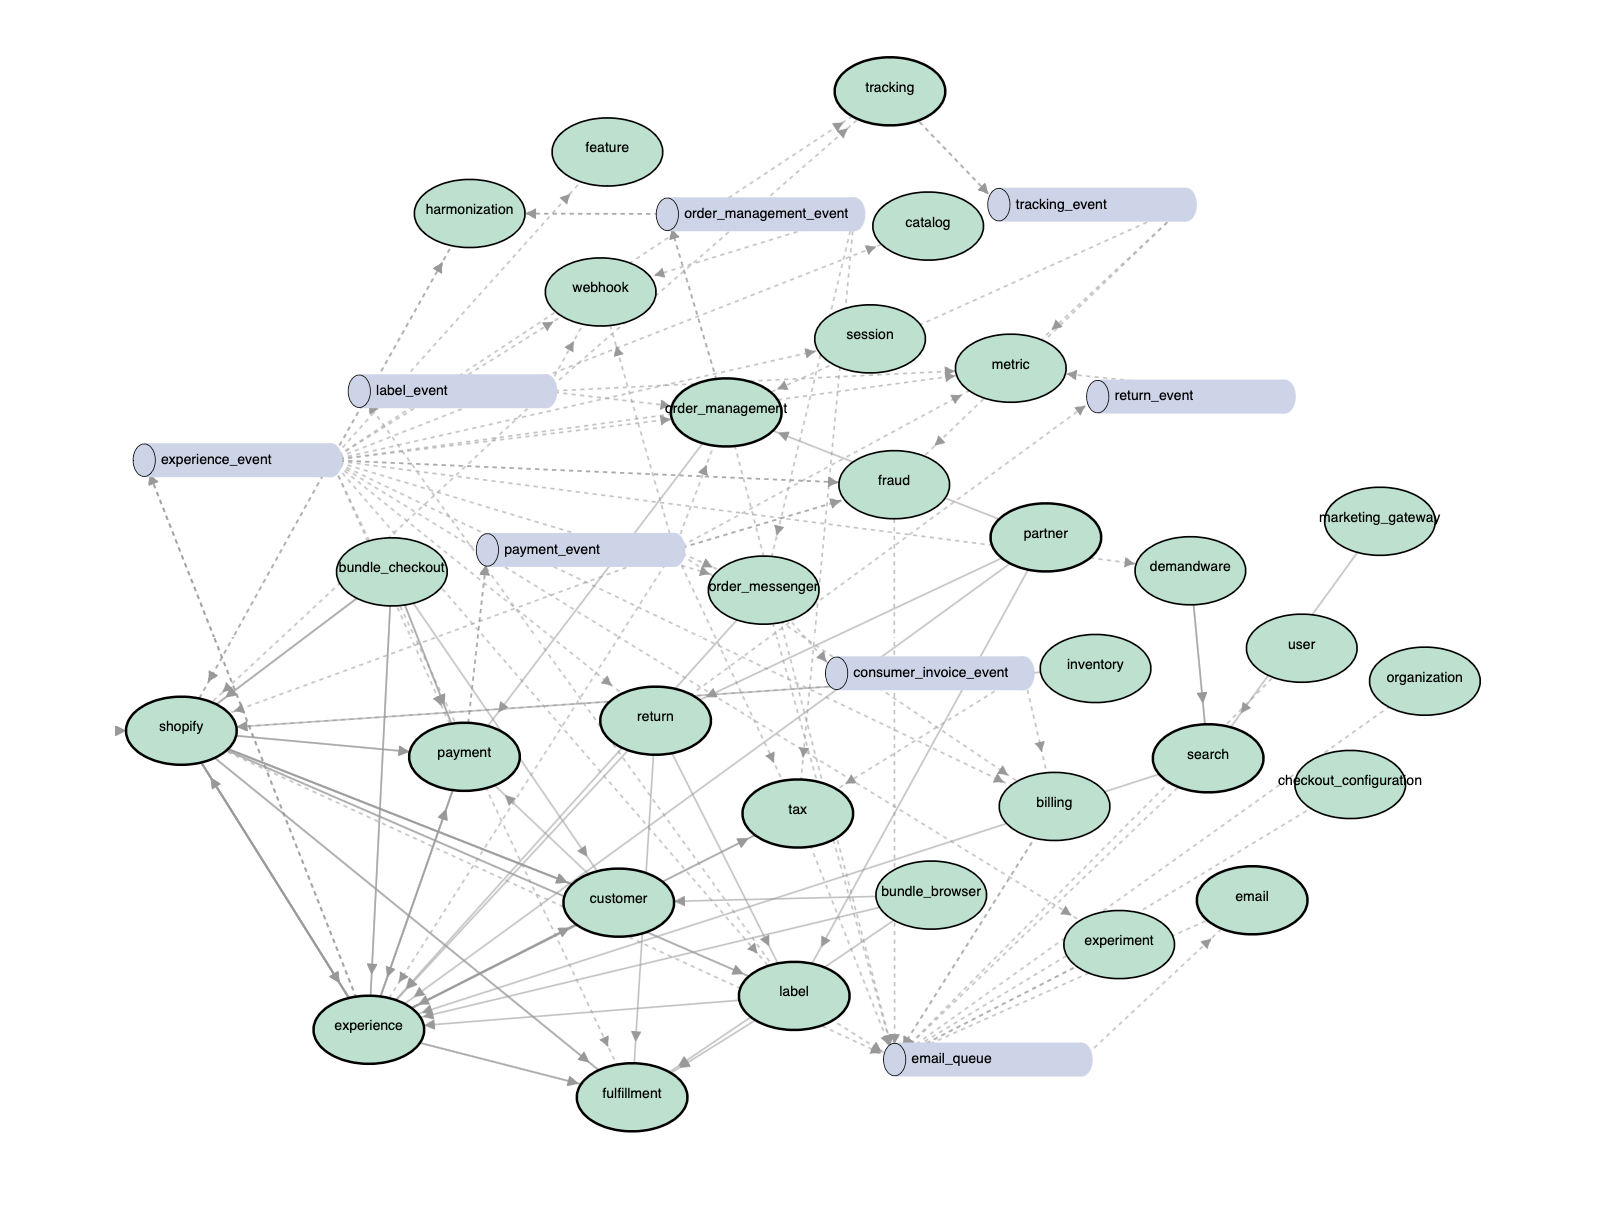 tracking
feature
harmonization
order_management_event
tracking_event
catalog
webhook
session
metric
label_event
return_event
order_management
experience_event
fraud
marketing_gateway
partner
payment_event
bundle_checkout
demandware
order_messenger
user
inventory
consumer_invoice_event
organization
return
shopify
payment
search
checkout_configuration
billing
tax
bundle_browser
customer
email
experiment
label
experience
email_queue
fulfillment